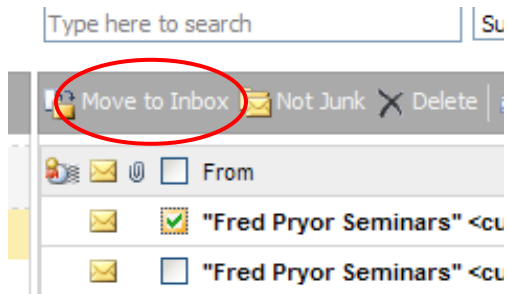 Type here to search Su
Move to Inbox Not Junk Delete
From
"Fred Pryor Seminars" <cu
"Fred Pryor Seminars" <cu